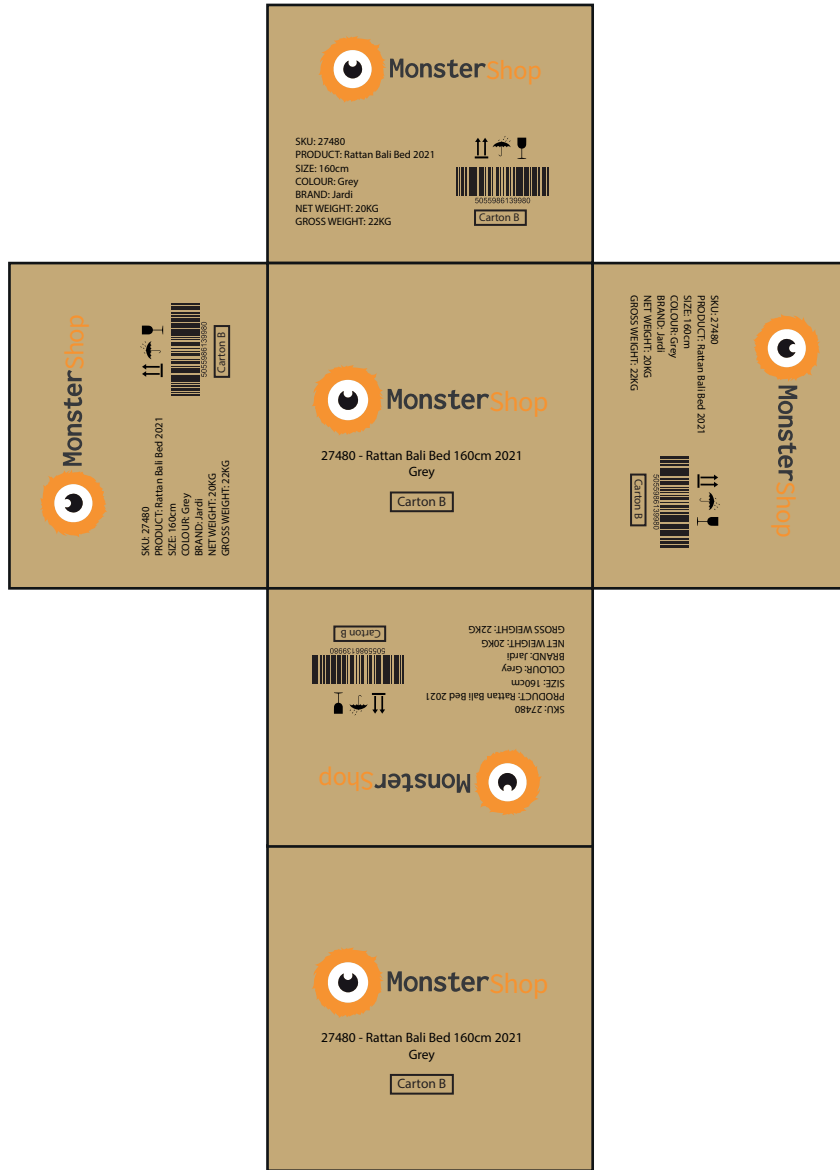 MonsterShop
SKU: 27480
PRODUCT: Rattan Bali Bed 2021
SIZE: 160cm
COLOUR: Grey
BRAND: Jardi
NET WEIGHT: 20KG
GROSS WEIGHT: 22KG
5055986139980
Carton B
MonsterShop
SKU: 27480
PRODUCT: Rattan Bali Bed 2021
SIZE: 160cm
COLOUR: Grey
BRAND: Jardi
NET WEIGHT: 20KG
GROSS WEIGHT: 22KG
5055986139980
Carton B
MonsterShop
27480 - Rattan Bali Bed 160cm 2021
Grey
Carton B
MonsterShop
SKU: 27480
PRODUCT: Rattan Bali Bed 2021
SIZE: 160cm
COLOUR: Grey
BRAND: Jardi
NET WEIGHT: 20KG
GROSS WEIGHT: 22KG
5055986139980
Carton B
MonsterShop
SKU: 27480
PRODUCT: Rattan Bali Bed 2021
SIZE: 160cm
COLOUR: Grey
BRAND: Jardi
NET WEIGHT: 20KG
GROSS WEIGHT: 22KG
5055986139980
Carton B
MonsterShop
27480 - Rattan Bali Bed 160cm 2021
Grey
Carton B